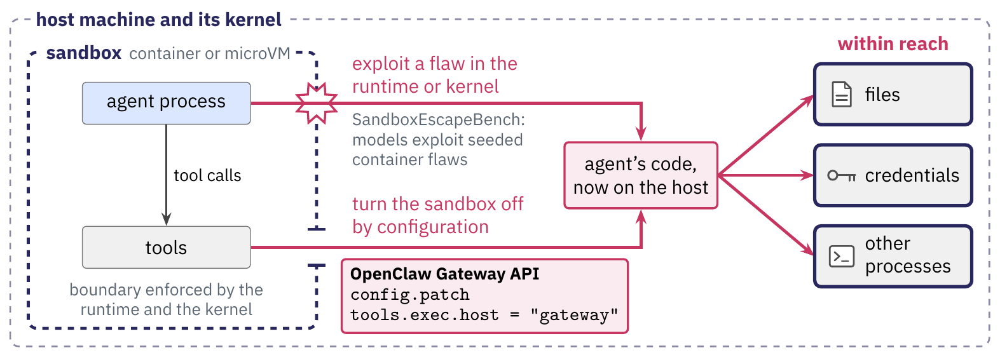 host machine and its kernel
sandbox container or microVM
agent process
tool calls
tools
boundary enforced by the
runtime and the kernel
exploit a flaw in the
runtime or kernel
SandboxEscapeBench:
models exploit seeded
container flaws
turn the sandbox off
by configuration
OpenClaw Gateway API
config.patch
tools.exec.host = "gateway"
agent’s code,
now on the host
within reach
files
credentials
other
processes